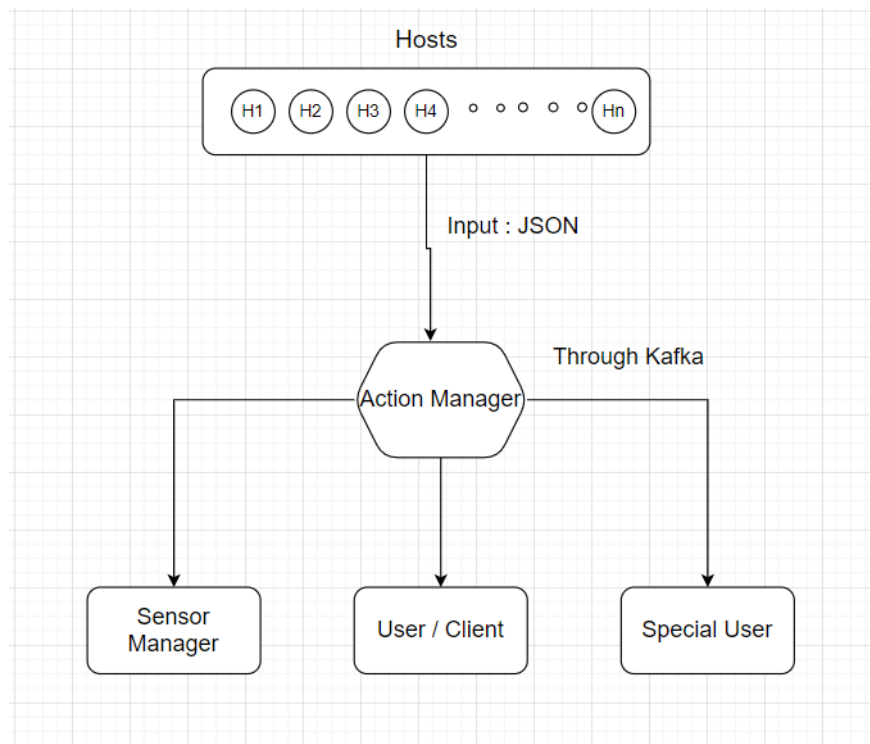 Hosts
H1 H2 H3 H4 Hn
Input : JSON
Through Kafka
Action Manager
Sensor
Manager
User / Client
Special User